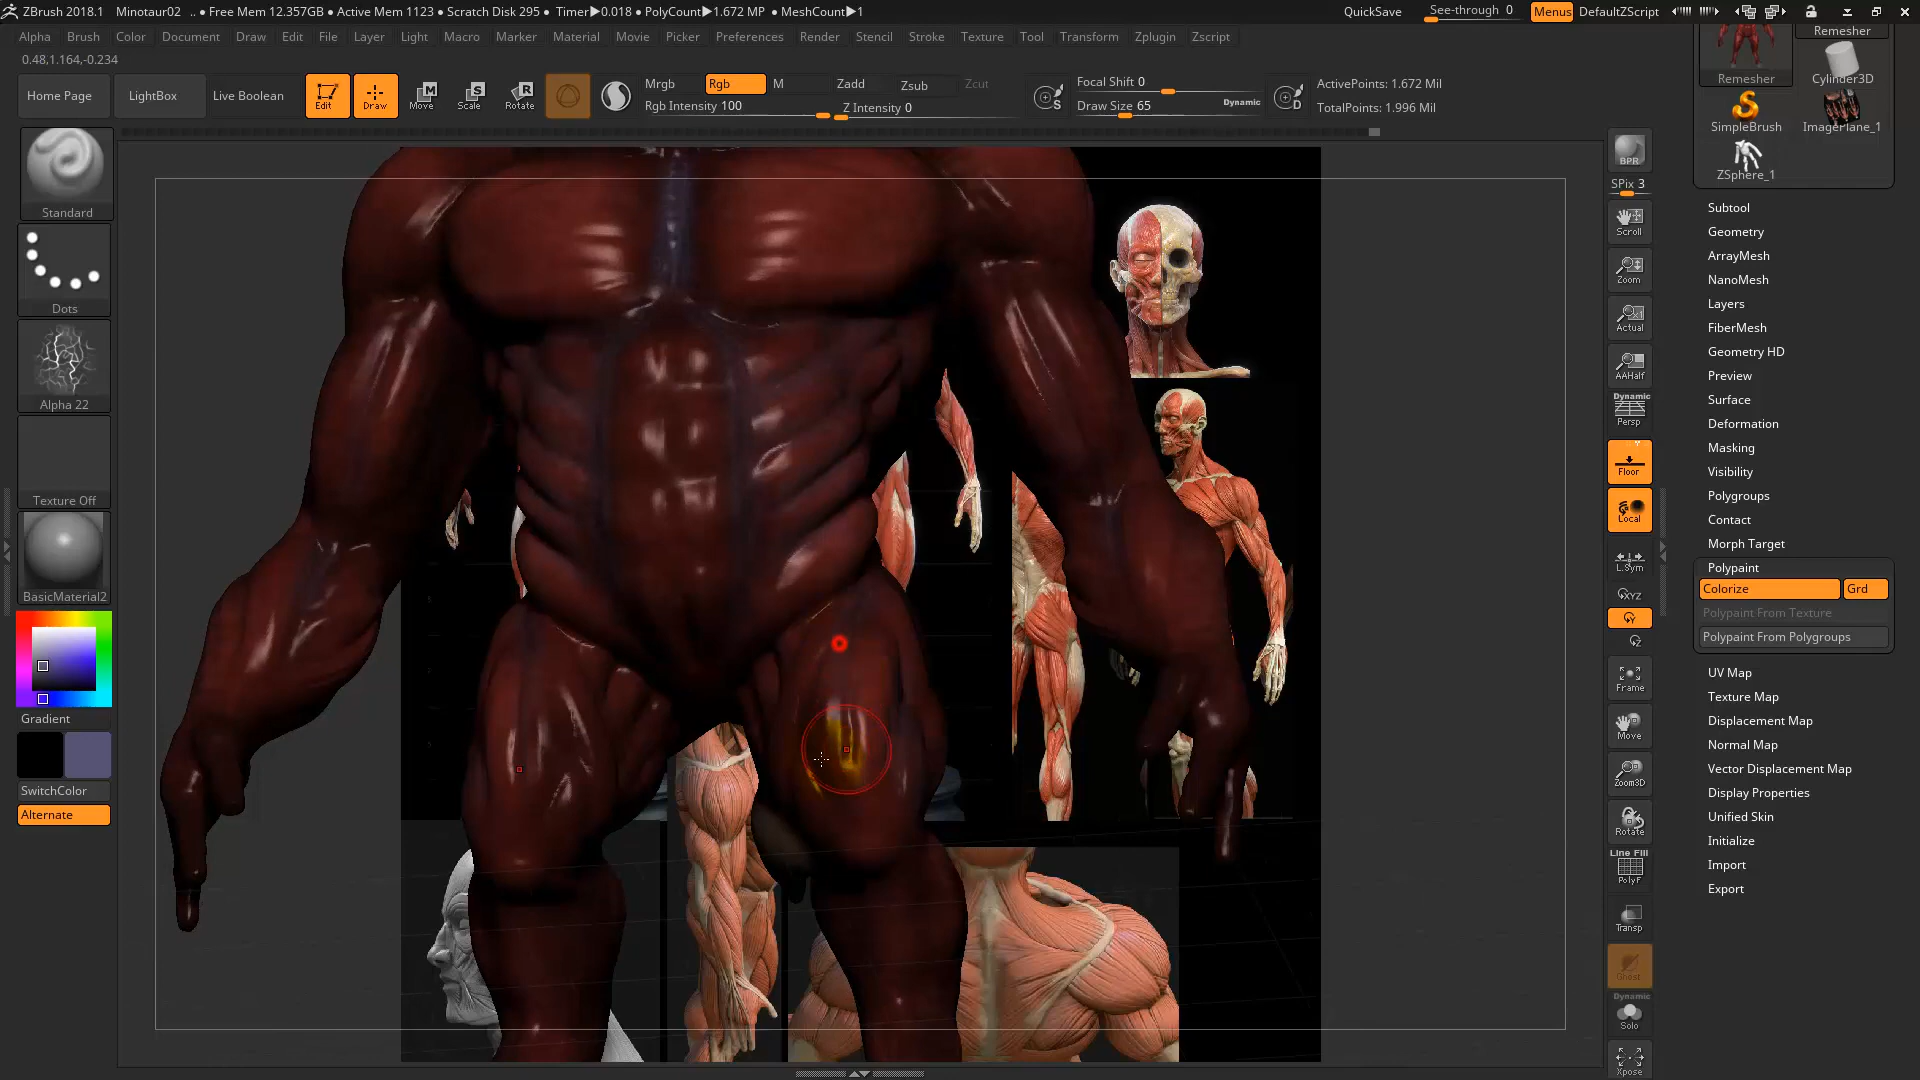 ZBrush 2018.1 Minotaur02 .. ● Free Mem 12.357GB ● Active Mem 1123 ● Scratch Disk 295 ● Timer▶0.018 ● PolyCount▶1.672 MP ● MeshCount▶1 QuickSave See-through 0 Menus DefaultZScript
Alpha Brush Color Document Draw Edit File Layer Light Macro Marker Material Movie Picker Preferences Render Stencil Stroke Texture Tool Transform Zplugin Zscript
0.48,1.164,-0.234
Home Page LightBox Live Boolean Edit Draw Move Scale Rotate
Mrgb Rgb M Zadd Zsub Zcut
Rgb Intensity 100 Z Intensity 0
S Focal Shift 0
Draw Size 65 Dynamic D
ActivePoints: 1.672 Mil
TotalPoints: 1.996 Mil
Standard
Dots
Alpha 22
Texture Off
BasicMaterial2
Gradient
SwitchColor
Alternate
BPR
SPix 3
Scroll
Zoom
Actual
AAHalf
Dynamic
Persp
Floor
Local
L.Sym
XYZ
Y
Z
Frame
Move
Zoom3D
Rotate
Line Fill
PolyF
Transp
Ghost
Dynamic
Solo
Xpose
Remesher
Remesher Cylinder3D
SimpleBrush ImagePlane_1
ZSphere_1
Subtool
Geometry
ArrayMesh
NanoMesh
Layers
FiberMesh
Geometry HD
Preview
Surface
Deformation
Masking
Visibility
Polygroups
Contact
Morph Target
Polypaint
Colorize Grd
Polypaint From Texture
Polypaint From Polygroups
UV Map
Texture Map
Displacement Map
Normal Map
Vector Displacement Map
Display Properties
Unified Skin
Initialize
Import
Export